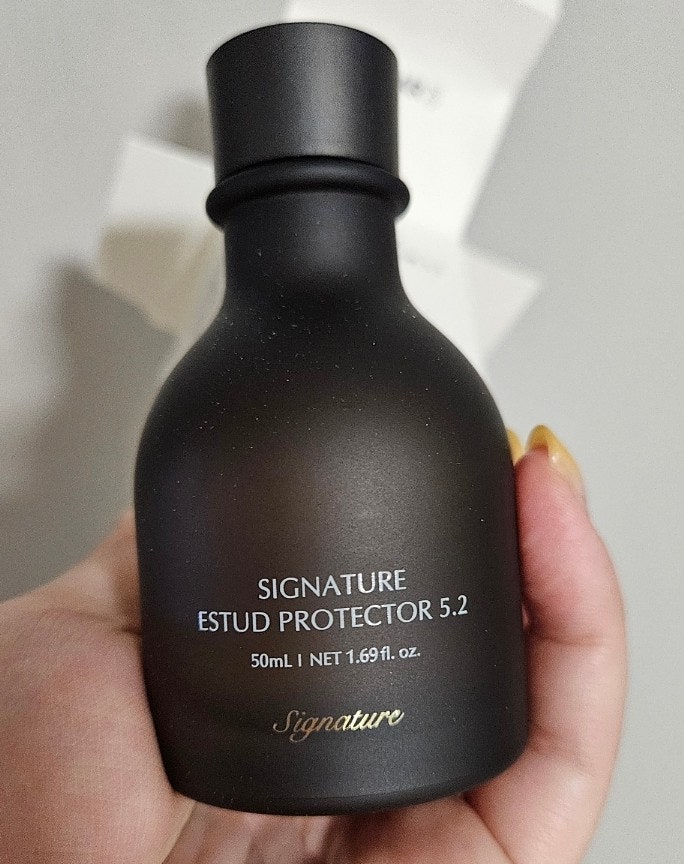 SIGNATURE
ESTUD PROTECTOR 5.2
50mL | NET 1.69 fl. oz.
Signature